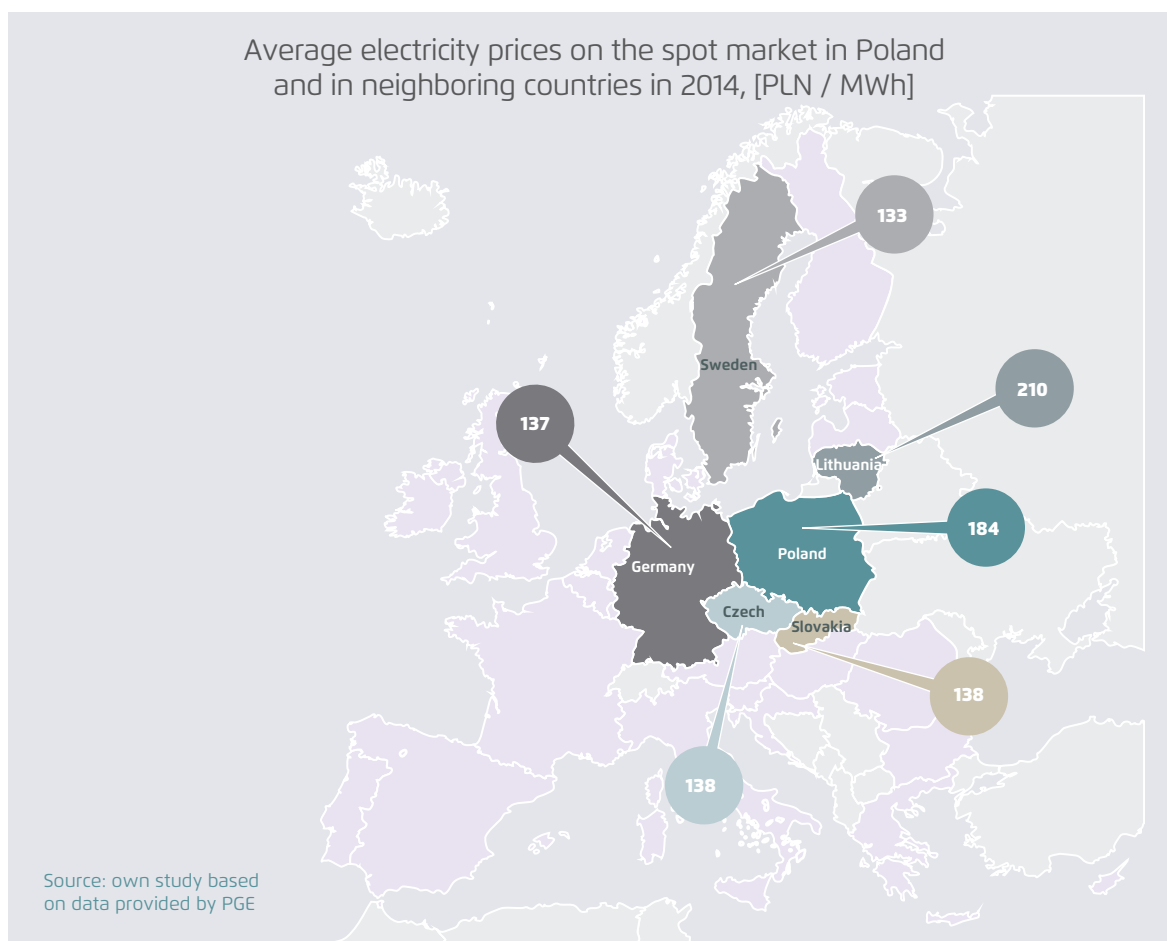 Average electricity prices on the spot market in Poland
and in neighboring countries in 2014, [PLN / MWh]
133
Sweden
210
137
Lithuania
184
Poland
Germany
Czech
Slovakia
138
138
Source: own study based
on data provided by PGE